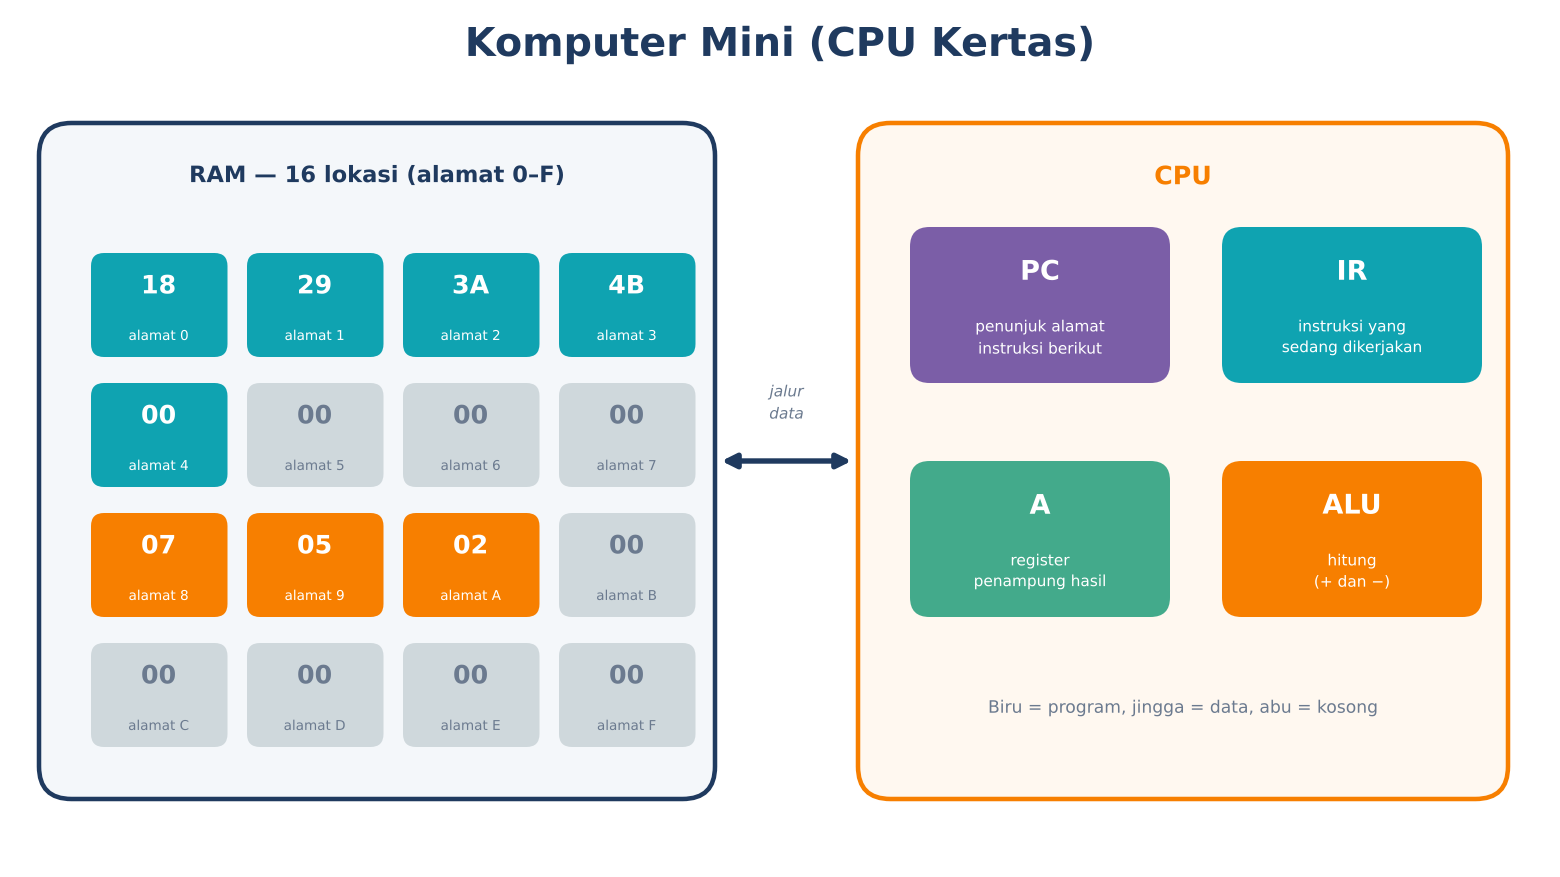 Komputer Mini (CPU Kertas)
RAM — 16 lokasi (alamat 0–F)
18
29
3A
4B
alamat 0
alamat 1
alamat 2
alamat 3
00
00
00
00
alamat 4
alamat 5
alamat 6
alamat 7
07
05
02
00
alamat 8
alamat 9
alamat A
alamat B
00
00
00
00
alamat C
alamat D
alamat E
alamat F
jalur
data
CPU
PC
penunjuk alamat
instruksi berikut
IR
instruksi yang
sedang dikerjakan
A
register
penampung hasil
ALU
hitung
(+ dan −)
Biru = program, jingga = data, abu = kosong